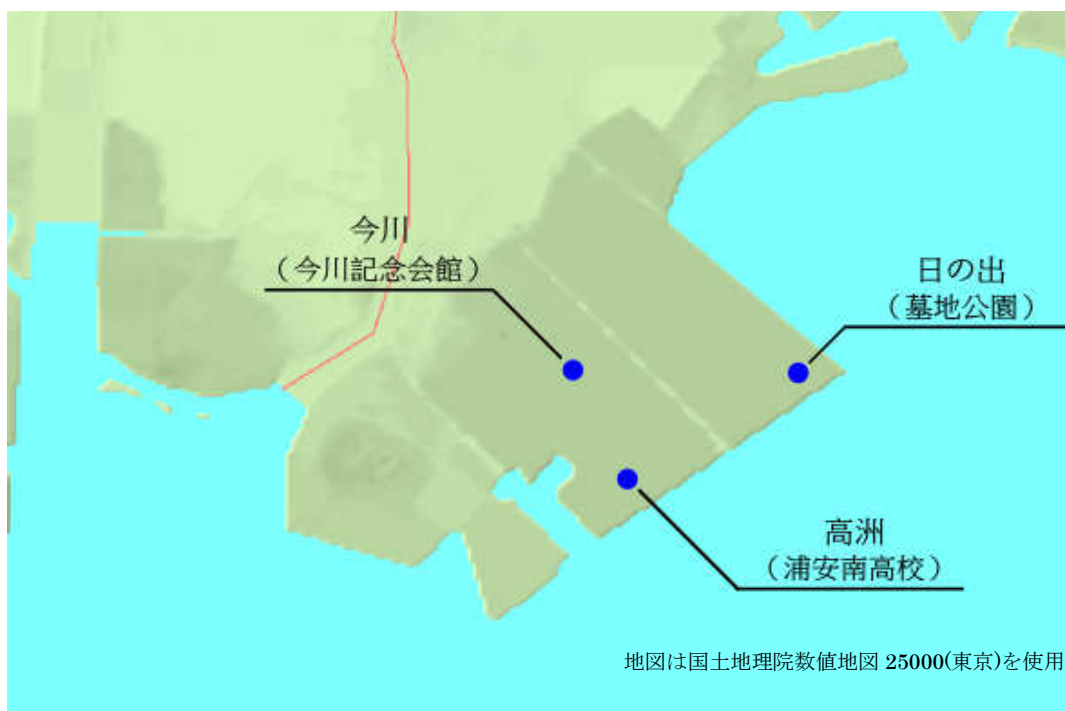 今川
（今川記念会館）
日の出
（墓地公園）
高洲
（浦安南高校）
地図は国土地理院数値地図 25000(東京)を使用